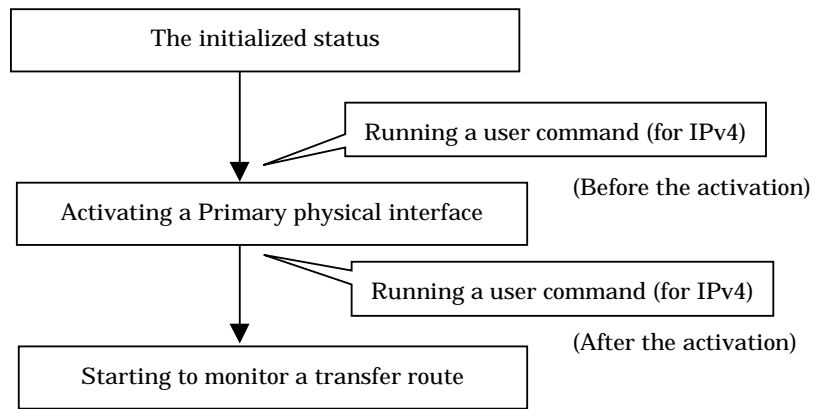 The initialized status
Running a user command (for IPv4)
(Before the activation)
Activating a Primary physical interface
Running a user command (for IPv4)
(After the activation)
Starting to monitor a transfer route